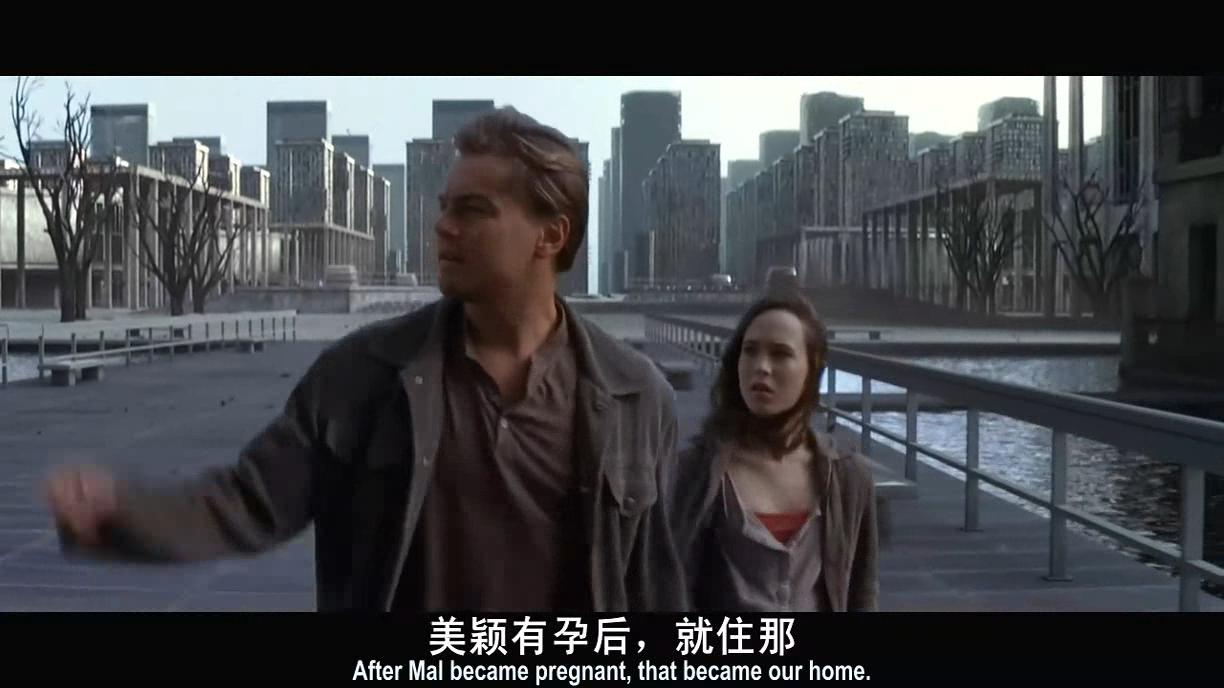 美颖有孕后，就住那
After Mal became pregnant, that became our home.